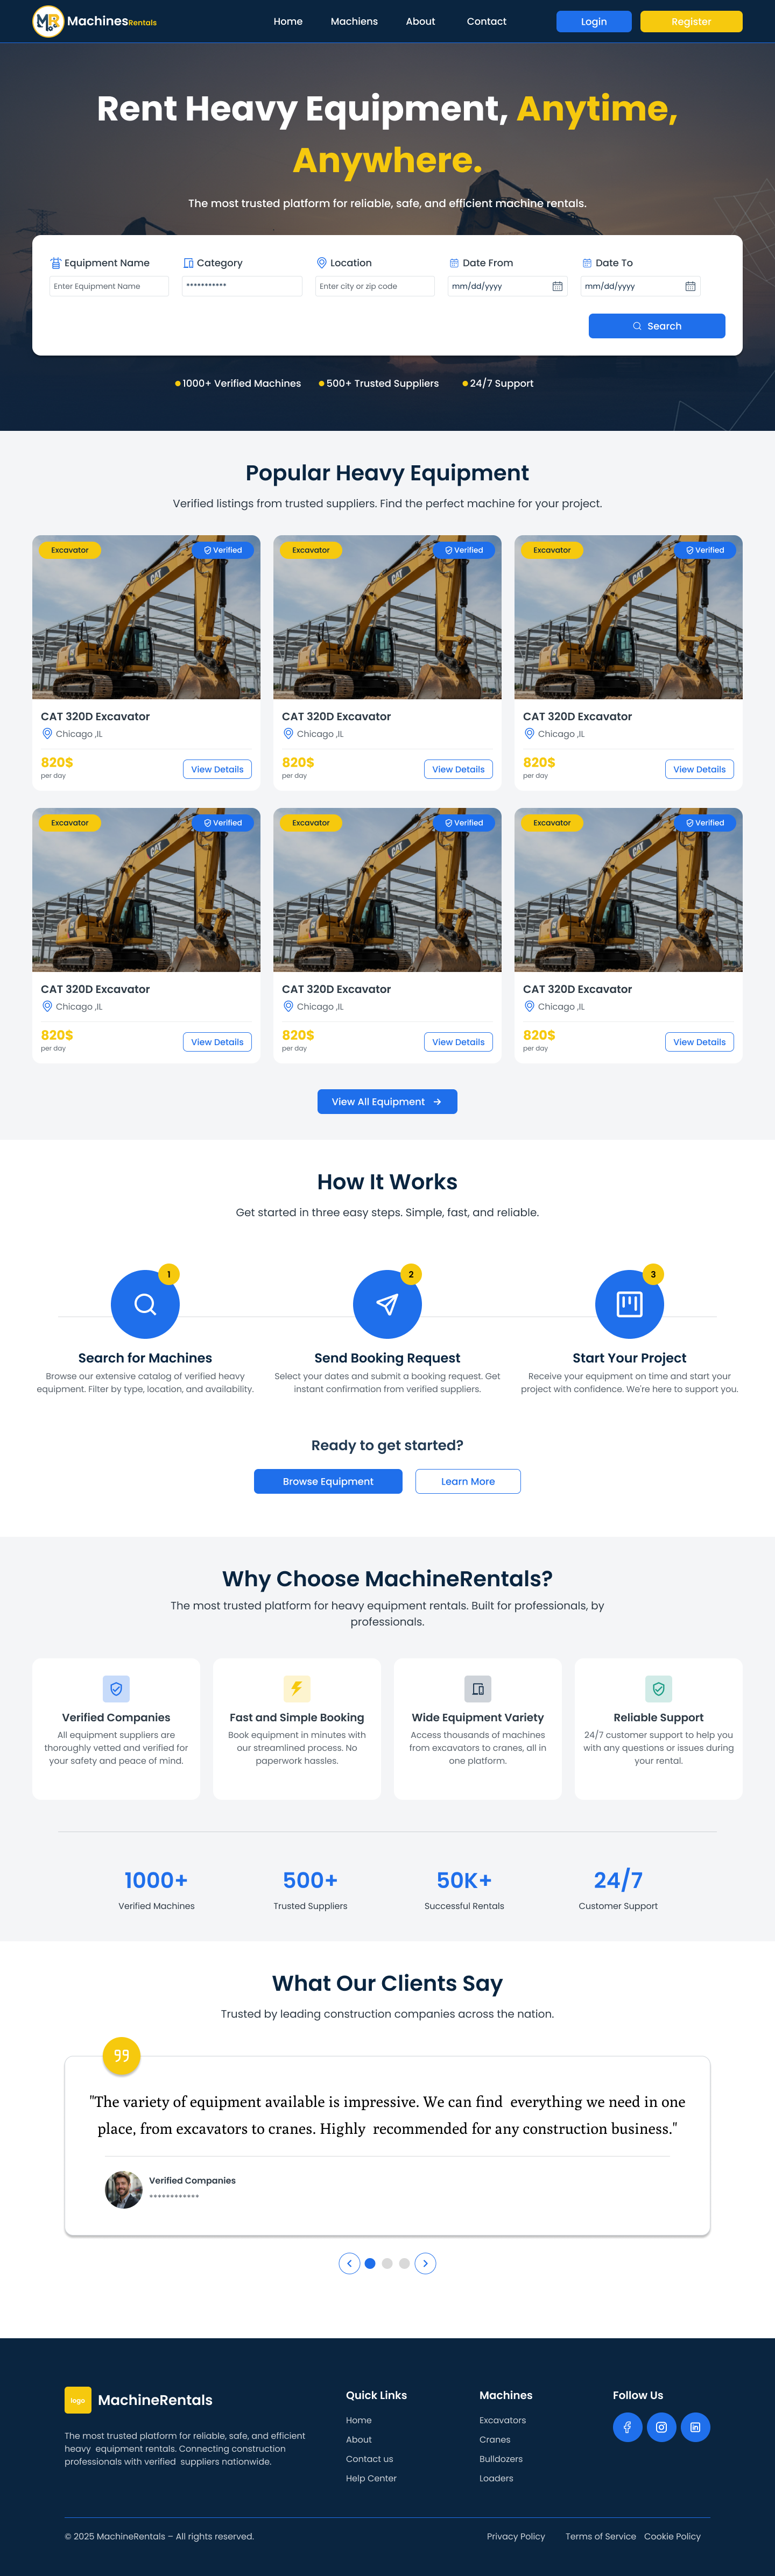 MR MachinesRentals
Home Machiens About Contact Login Register
Rent Heavy Equipment, Anytime,
Anywhere.
The most trusted platform for reliable, safe, and efficient machine rentals.
Equipment Name Category Location Date From Date To
Enter Equipment Name *********** Enter city or zip code mm/dd/yyyy mm/dd/yyyy
Search
1000+ Verified Machines 500+ Trusted Suppliers 24/7 Support
Popular Heavy Equipment
Verified listings from trusted suppliers. Find the perfect machine for your project.
Excavator Verified Excavator Verified Excavator Verified
CAT CAT CAT
CAT 320D Excavator CAT 320D Excavator CAT 320D Excavator
Chicago ,IL Chicago ,IL Chicago ,IL
820$ 820$ 820$
per day View Details per day View Details per day View Details
Excavator Verified Excavator Verified Excavator Verified
CAT CAT CAT
CAT 320D Excavator CAT 320D Excavator CAT 320D Excavator
Chicago ,IL Chicago ,IL Chicago ,IL
820$ 820$ 820$
per day View Details per day View Details per day View Details
View All Equipment →
How It Works
Get started in three easy steps. Simple, fast, and reliable.
1 2 3
Search for Machines
Browse our extensive catalog of verified heavy
equipment. Filter by type, location, and availability.
Send Booking Request
Select your dates and submit a booking request. Get
instant confirmation from verified suppliers.
Start Your Project
Receive your equipment on time and start your
project with confidence. We're here to support you.
Ready to get started?
Browse Equipment Learn More
Why Choose MachineRentals?
The most trusted platform for heavy equipment rentals. Built for professionals, by
professionals.
Verified Companies
All equipment suppliers are
thoroughly vetted and verified for
your safety and peace of mind.
Fast and Simple Booking
Book equipment in minutes with
our streamlined process. No
paperwork hassles.
Wide Equipment Variety
Access thousands of machines
from excavators to cranes, all in
one platform.
Reliable Support
24/7 customer support to help you
with any questions or issues during
your rental.
1000+ 500+ 50K+ 24/7
Verified Machines Trusted Suppliers Successful Rentals Customer Support
What Our Clients Say
Trusted by leading construction companies across the nation.
"The variety of equipment available is impressive. We can find  everything we need in one
place, from excavators to cranes. Highly  recommended for any construction business."
Verified Companies
************
logo MachineRentals
The most trusted platform for reliable, safe, and efficient
heavy  equipment rentals. Connecting construction
professionals with verified  suppliers nationwide.
Quick Links
Home
About
Contact us
Help Center
Machines
Excavators
Cranes
Bulldozers
Loaders
Follow Us
© 2025 MachineRentals – All rights reserved. Privacy Policy Terms of Service Cookie Policy